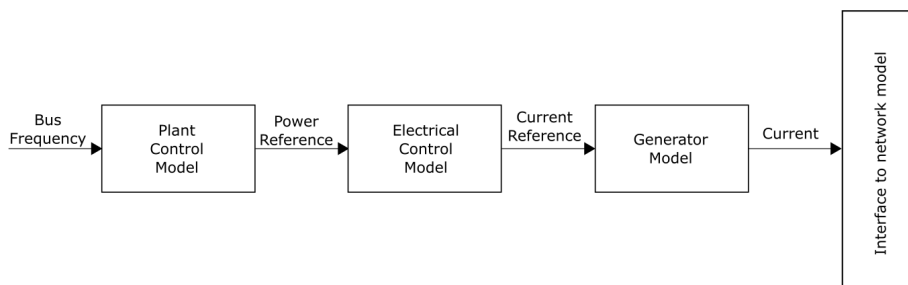 Bus
Frequency
Plant
Control
Model
Power
Reference
Electrical
Control
Model
Current
Reference
Generator
Model
Current
Interface to network model